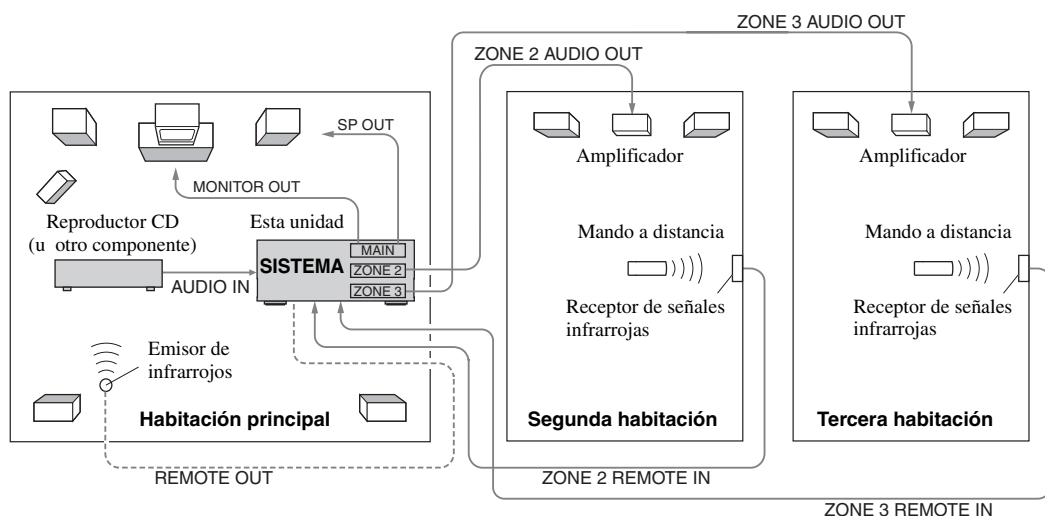 ZONE 3 AUDIO OUT
ZONE 2 AUDIO OUT
SP OUT
MONITOR OUT
Reproductor CD
(u otro componente)
Esta unidad
SISTEMA
MAIN
ZONE 2
ZONE 3
AUDIO IN
Emisor de
infrarrojos
Habitación principal
REMOTE OUT
Amplificador
Mando a distancia
Receptor de señales
infrarrojas
Segunda habitación
ZONE 2 REMOTE IN
Amplificador
Mando a distancia
Receptor de señales
infrarrojas
Tercera habitación
ZONE 3 REMOTE IN